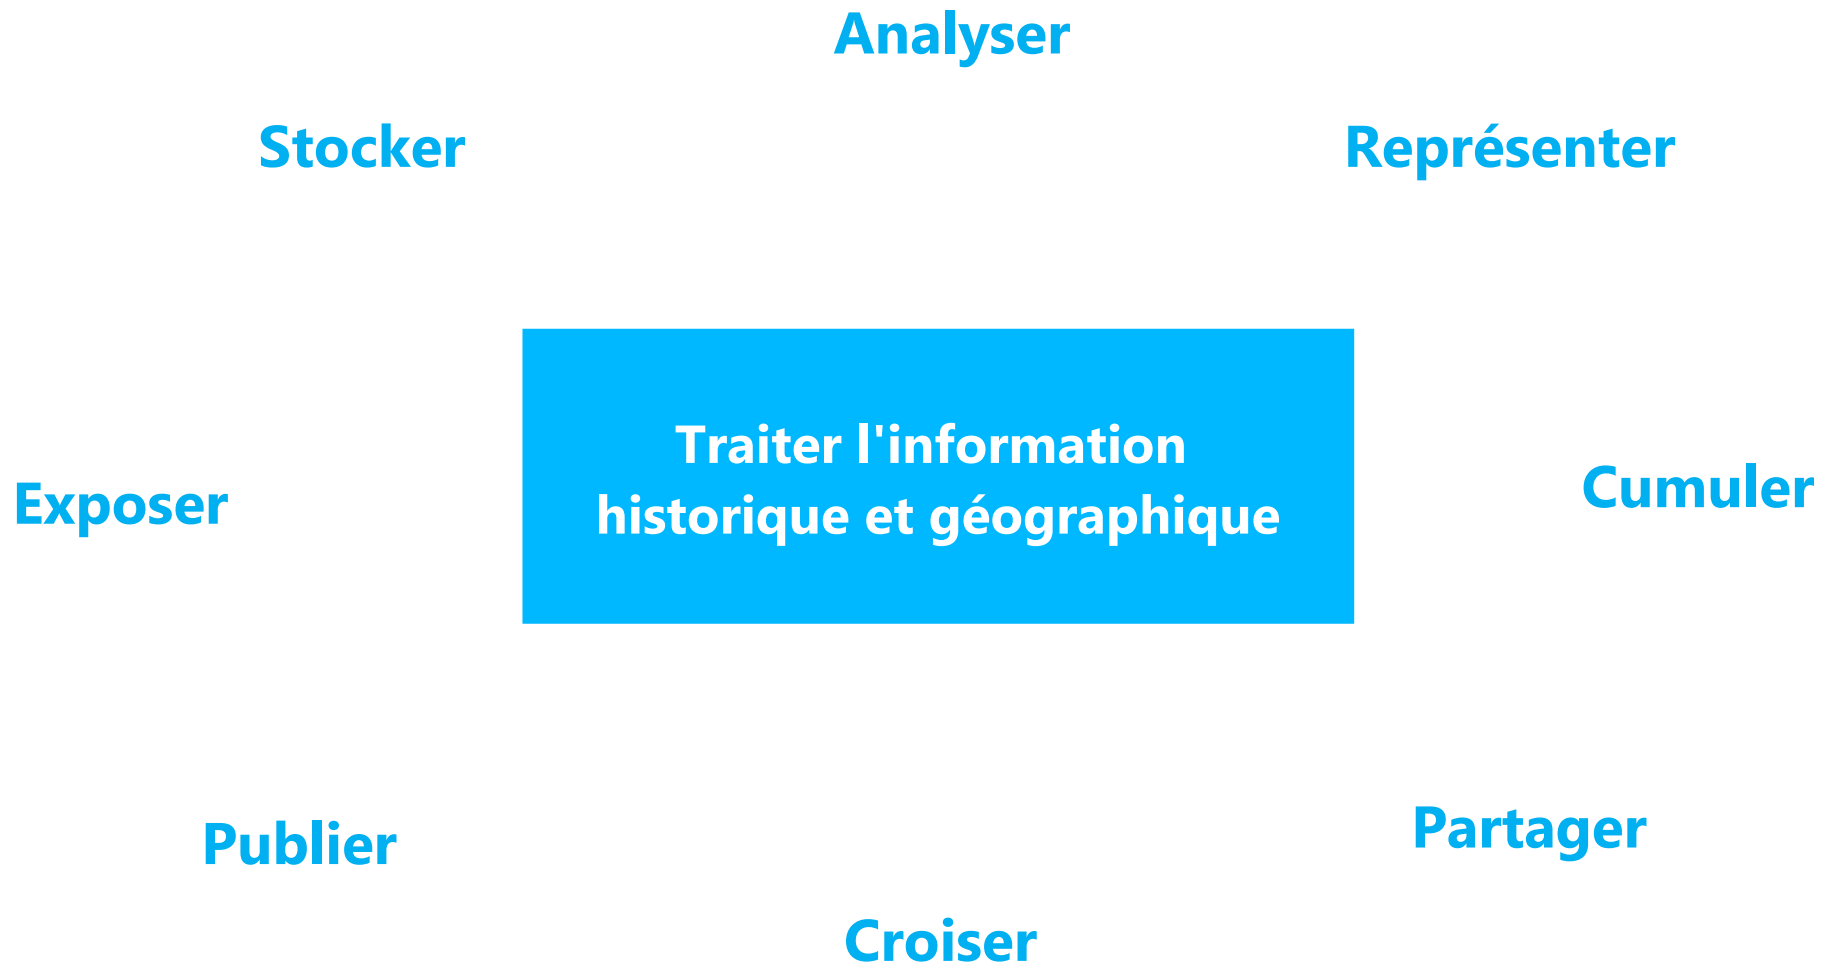 Analyser
Stocker
Représenter
Traiter l'information
historique et géographique
Exposer
Cumuler
Publier
Partager
Croiser